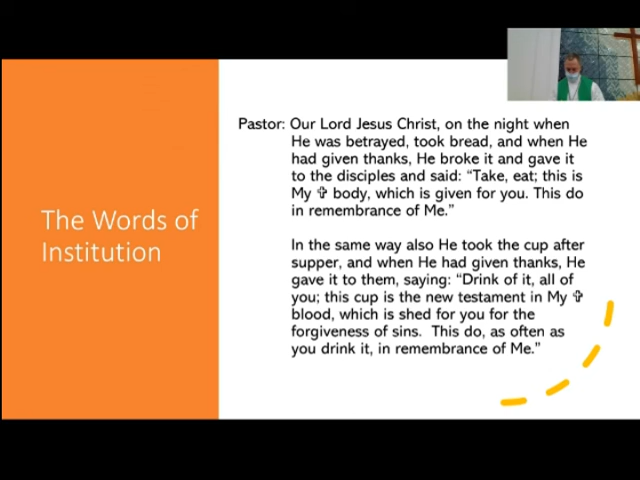 The Words of
Institution
Pastor: Our Lord Jesus Christ, on the night when
He was betrayed, took bread, and when He
had given thanks, He broke it and gave it
to the disciples and said: “Take, eat; this is
My ✞ body, which is given for you. This do
in remembrance of Me.”
In the same way also He took the cup after
supper, and when He had given thanks, He
gave it to them, saying: “Drink of it, all of
you; this cup is the new testament in My ✞
blood, which is shed for you for the
forgiveness of sins.  This do, as often as
you drink it, in remembrance of Me.”